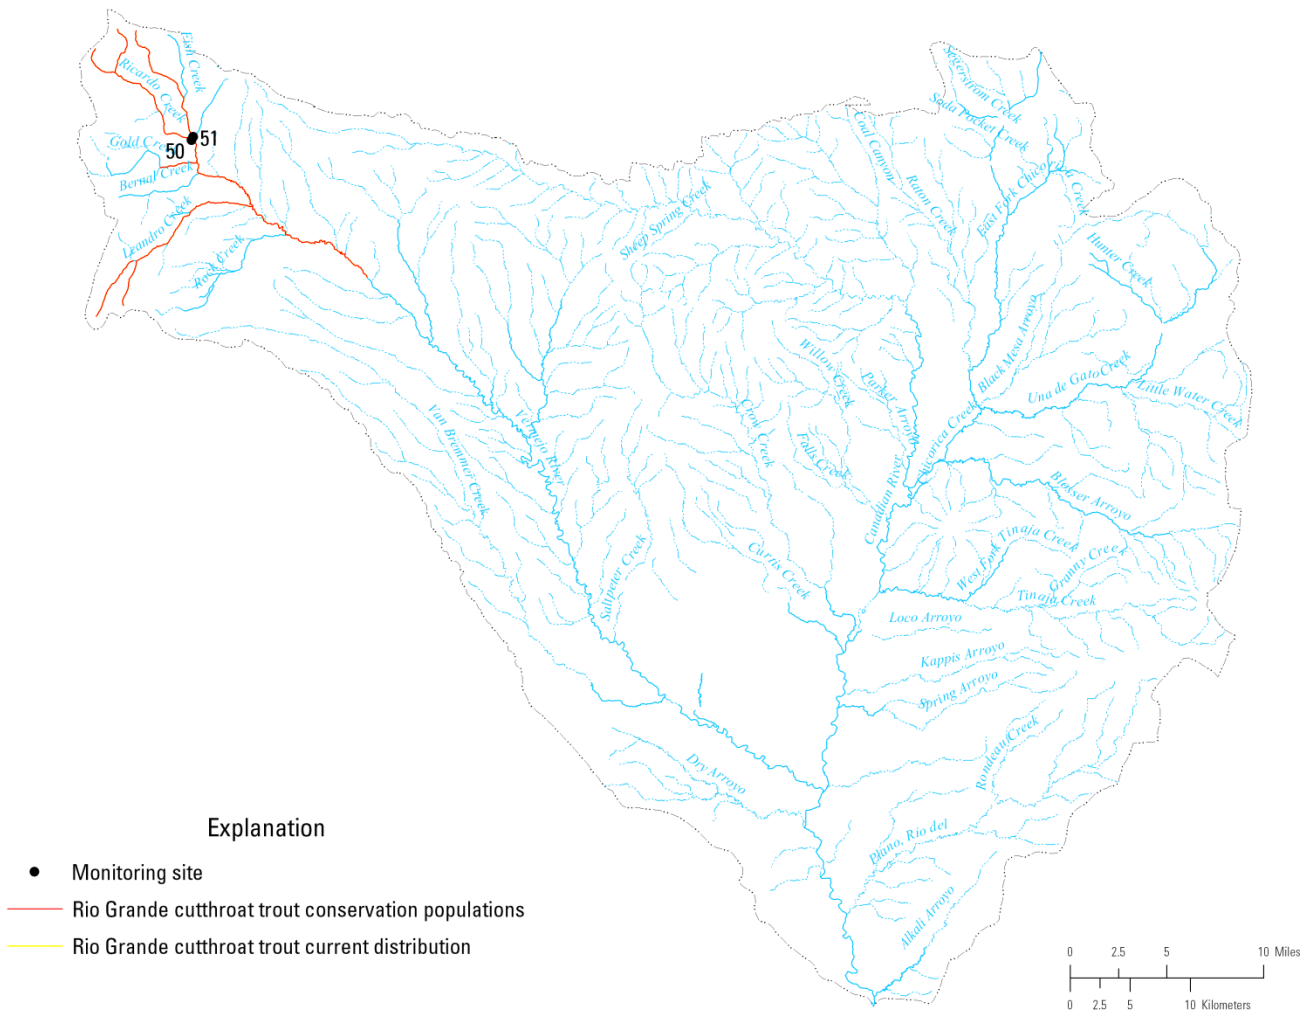 Fish Creek
Ricardo Creek
51
50
Gold Cre
Bernal Creek
Leandro Creek
Rock Creek
Segerstrom Creek
Soda Pocket Creek
Coal Canyon
Raton Creek
East Fork Chico
Creek
Sheep Spring Creek
Hunter Creek
Black Mesa Arroyo
Willow Creek
Parker Arroyo
Una de Gato Creek
Little Water Creek
Van Bremmer Creek
Vermejo River
Crow Creek
Falls Creek
Chicorica Creek
Canadian River
Blosser Arroyo
Saltpeter Creek
Curtis Creek
West Fork Tinaja Creek
Granny Creek
Tinaja Creek
Loco Arroyo
Kappis Arroyo
Spring Arroyo
Dry Arroyo
Rondeau Creek
Plano, Rio del
Alkali Arroyo
Explanation
Monitoring site
Rio Grande cutthroat trout conservation populations
Rio Grande cutthroat trout current distribution
0 2.5 5 10 Miles
0 2.5 5 10 Kilometers